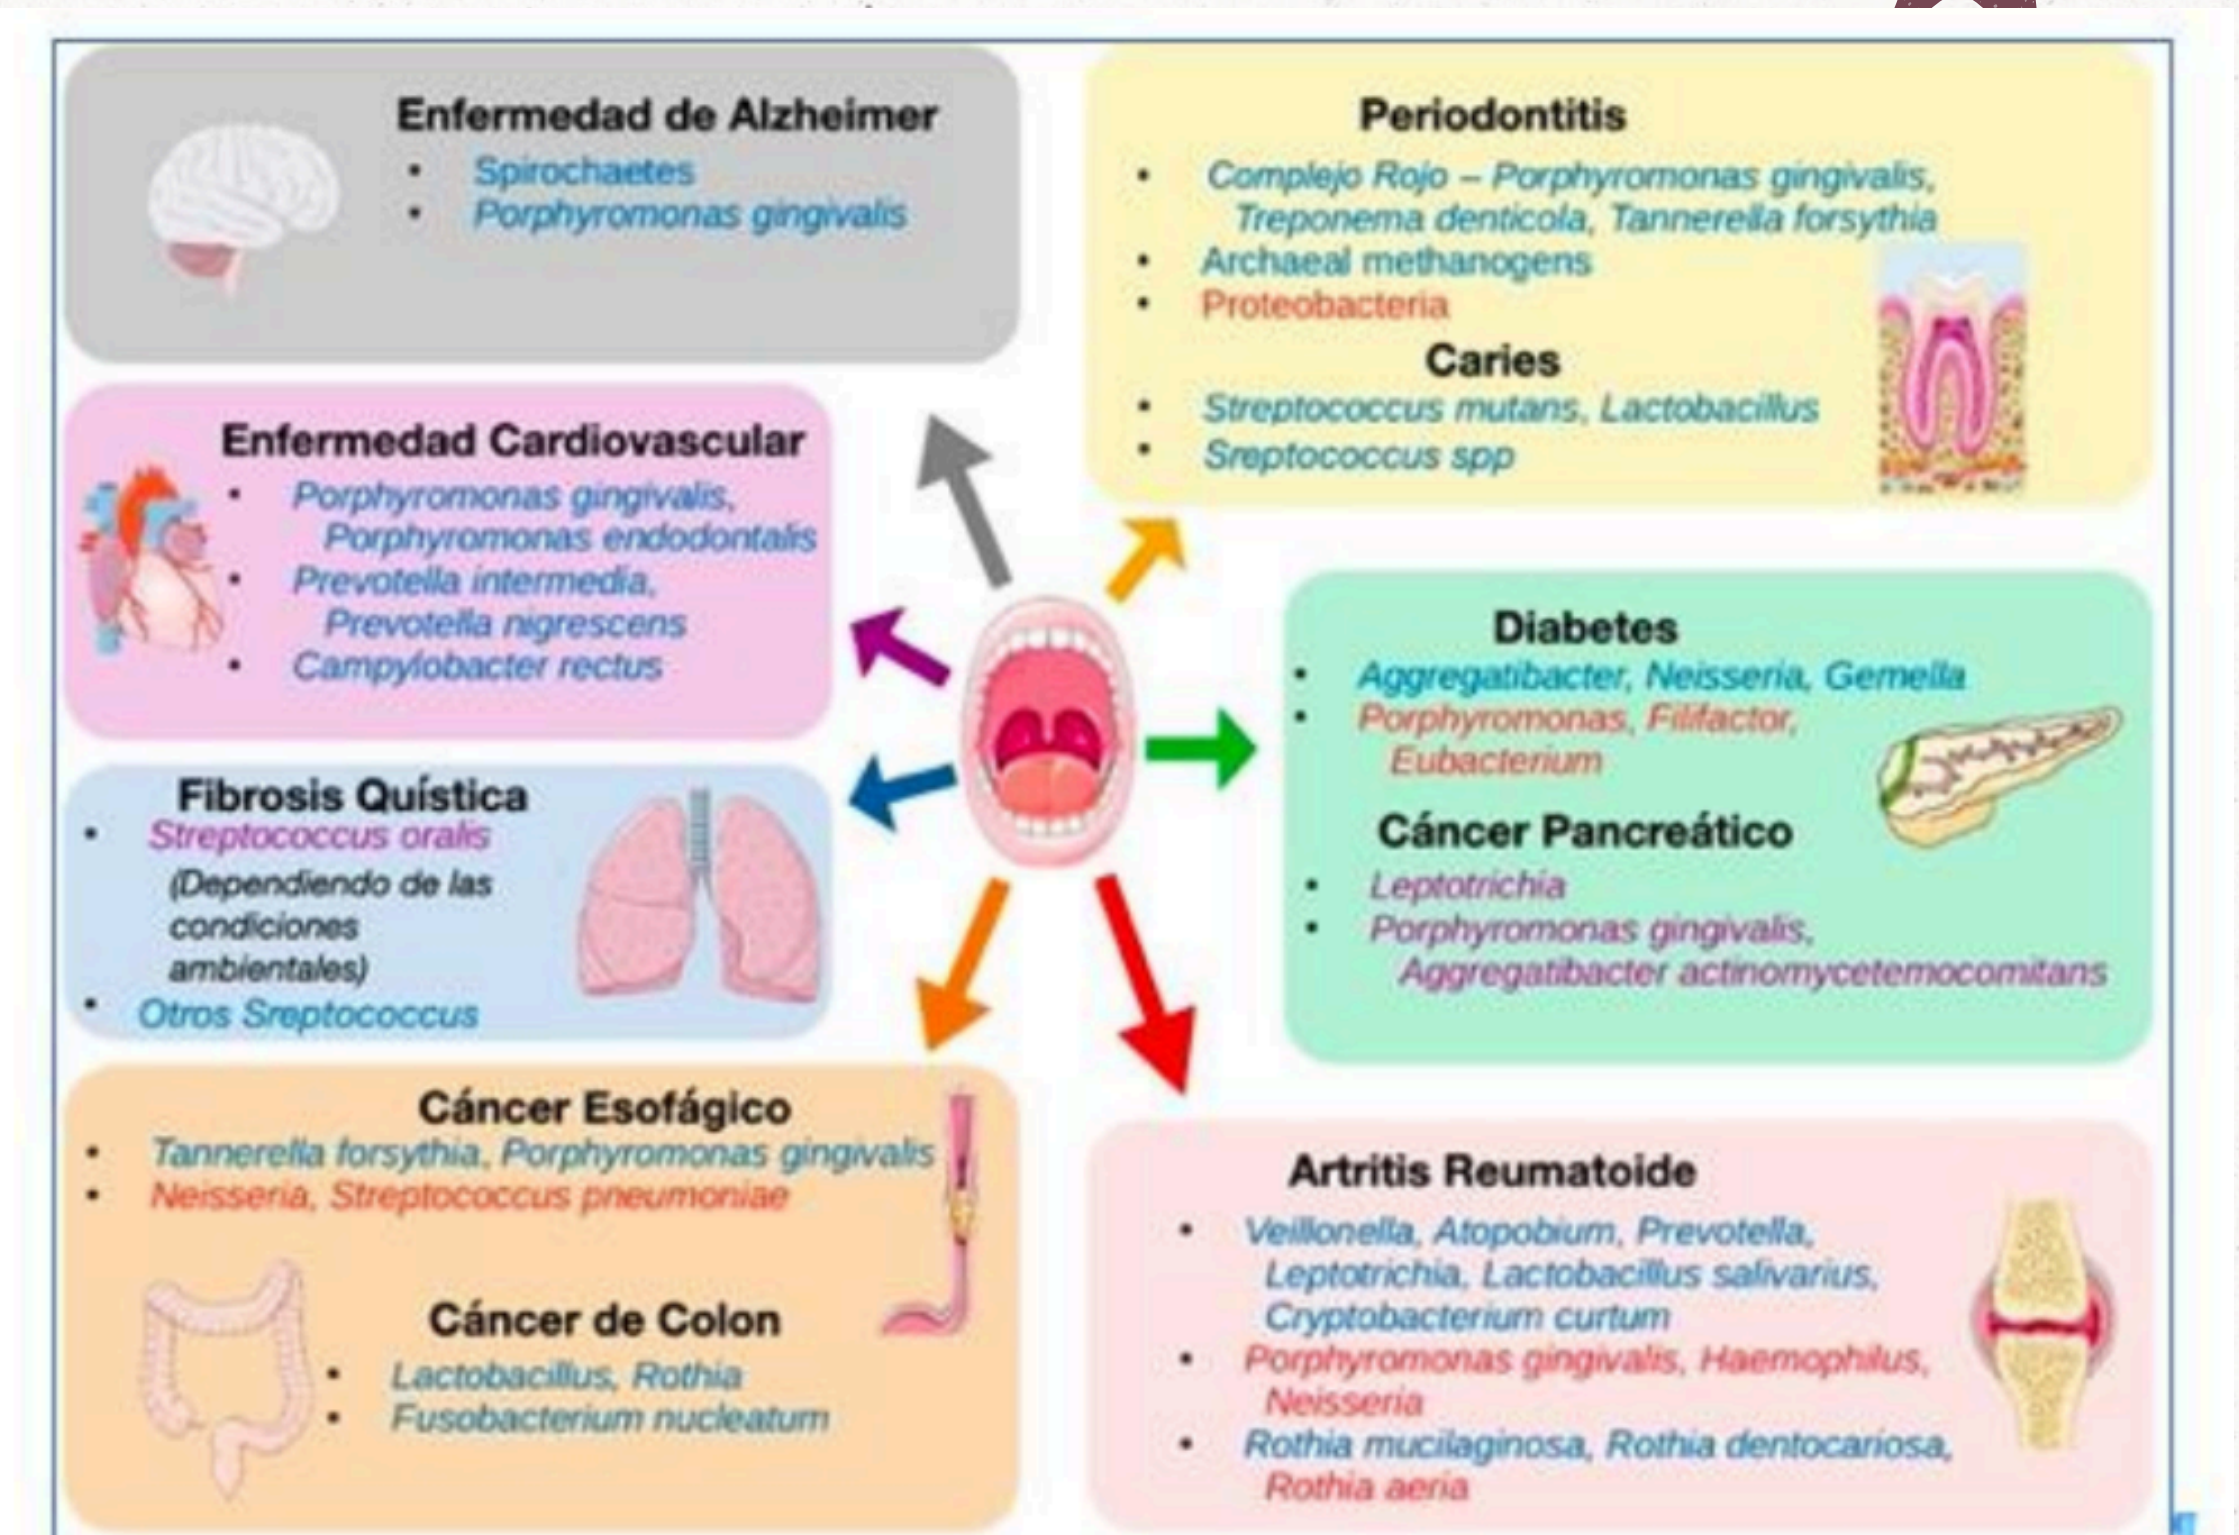 Enfermedad de Alzheimer
• Spirochaetes
• Porphyromonas gingivalis
Periodontitis
• Complejo Rojo – Porphyromonas gingivalis,
Treponema denticola, Tannerella forsythia
• Archaeal methanogens
• Proteobacteria
Caries
• Streptococcus mutans, Lactobacillus
• Sreptococcus spp
Enfermedad Cardiovascular
• Porphyromonas gingivalis,
Porphyromonas endodontalis
• Prevotella intermedia,
Prevotella nigrescens
• Campylobacter rectus
Diabetes
• Aggregatibacter, Neisseria, Gemella
• Porphyromonas, Filifactor,
Eubacterium
Cáncer Pancreático
• Leptotrichia
• Porphyromonas gingivalis,
Aggregatibacter actinomycetemocomitans
Fibrosis Quística
• Streptococcus oralis
(Dependiendo de las
condiciones
ambientales)
• Otros Sreptococcus
Cáncer Esofágico
• Tannerella forsythia, Porphyromonas gingivalis
• Neisseria, Streptococcus pneumoniae
Cáncer de Colon
• Lactobacillus, Rothia
• Fusobacterium nucleatum
Artritis Reumatoide
• Veillonella, Atopobium, Prevotella,
Leptotrichia, Lactobacillus salivarius,
Cryptobacterium curtum
• Porphyromonas gingivalis, Haemophilus,
Neisseria
• Rothia mucilaginosa, Rothia dentocariosa,
Rothia aeria